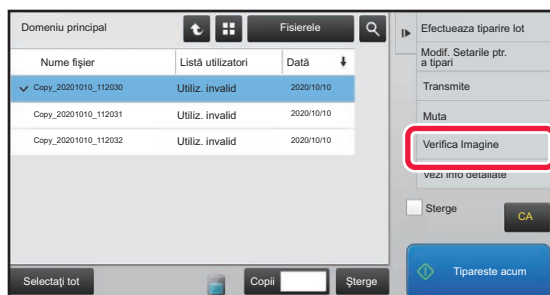 Domeniu principal
Fisierele
Nume fişier
Listă utilizatori
Dată
Copy_20201010_112030
Utiliz. invalid
2020/10/10
Copy_20201010_112031
Utiliz. invalid
2020/10/10
Copy_20201010_112032
Utiliz. invalid
2020/10/10
Selectaţi tot
Copii
Şterge
Efectueaza tiparire lot
Modif. Setarile ptr.
a tipari
Transmite
Muta
Verifica Imagine
Vezi info detaliate
Sterge
CA
Tipareste acum